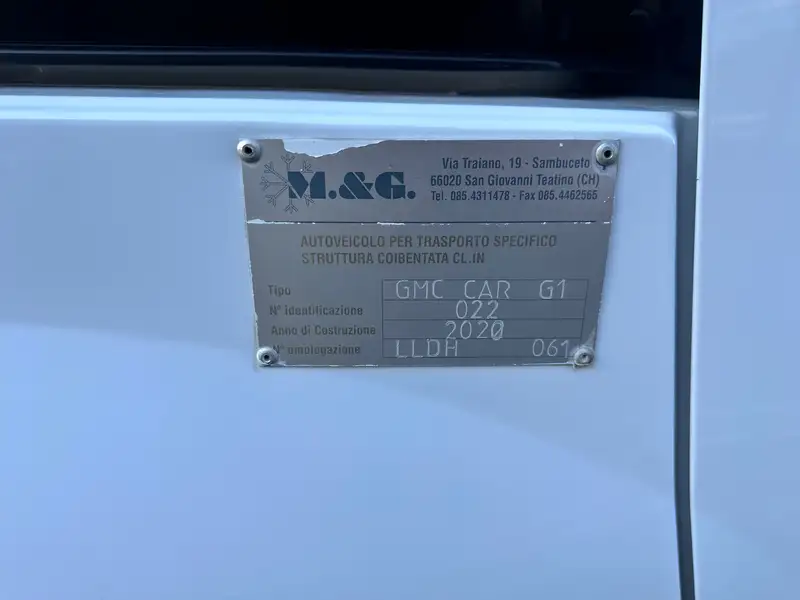 M.&G.
Via Traiano, 19 - Sambuceto
66020 San Giovanni Teatino (CH)
Tel. 085.4311478 - Fax 085.4462565
AUTOVEICOLO PER TRASPORTO SPECIFICO
STRUTTURA COIBENTATA CL.IN
Tipo GMC CAR G1
N° identificazione 022
Anno di Costruzione 2020
N° omologazione LLDH 061